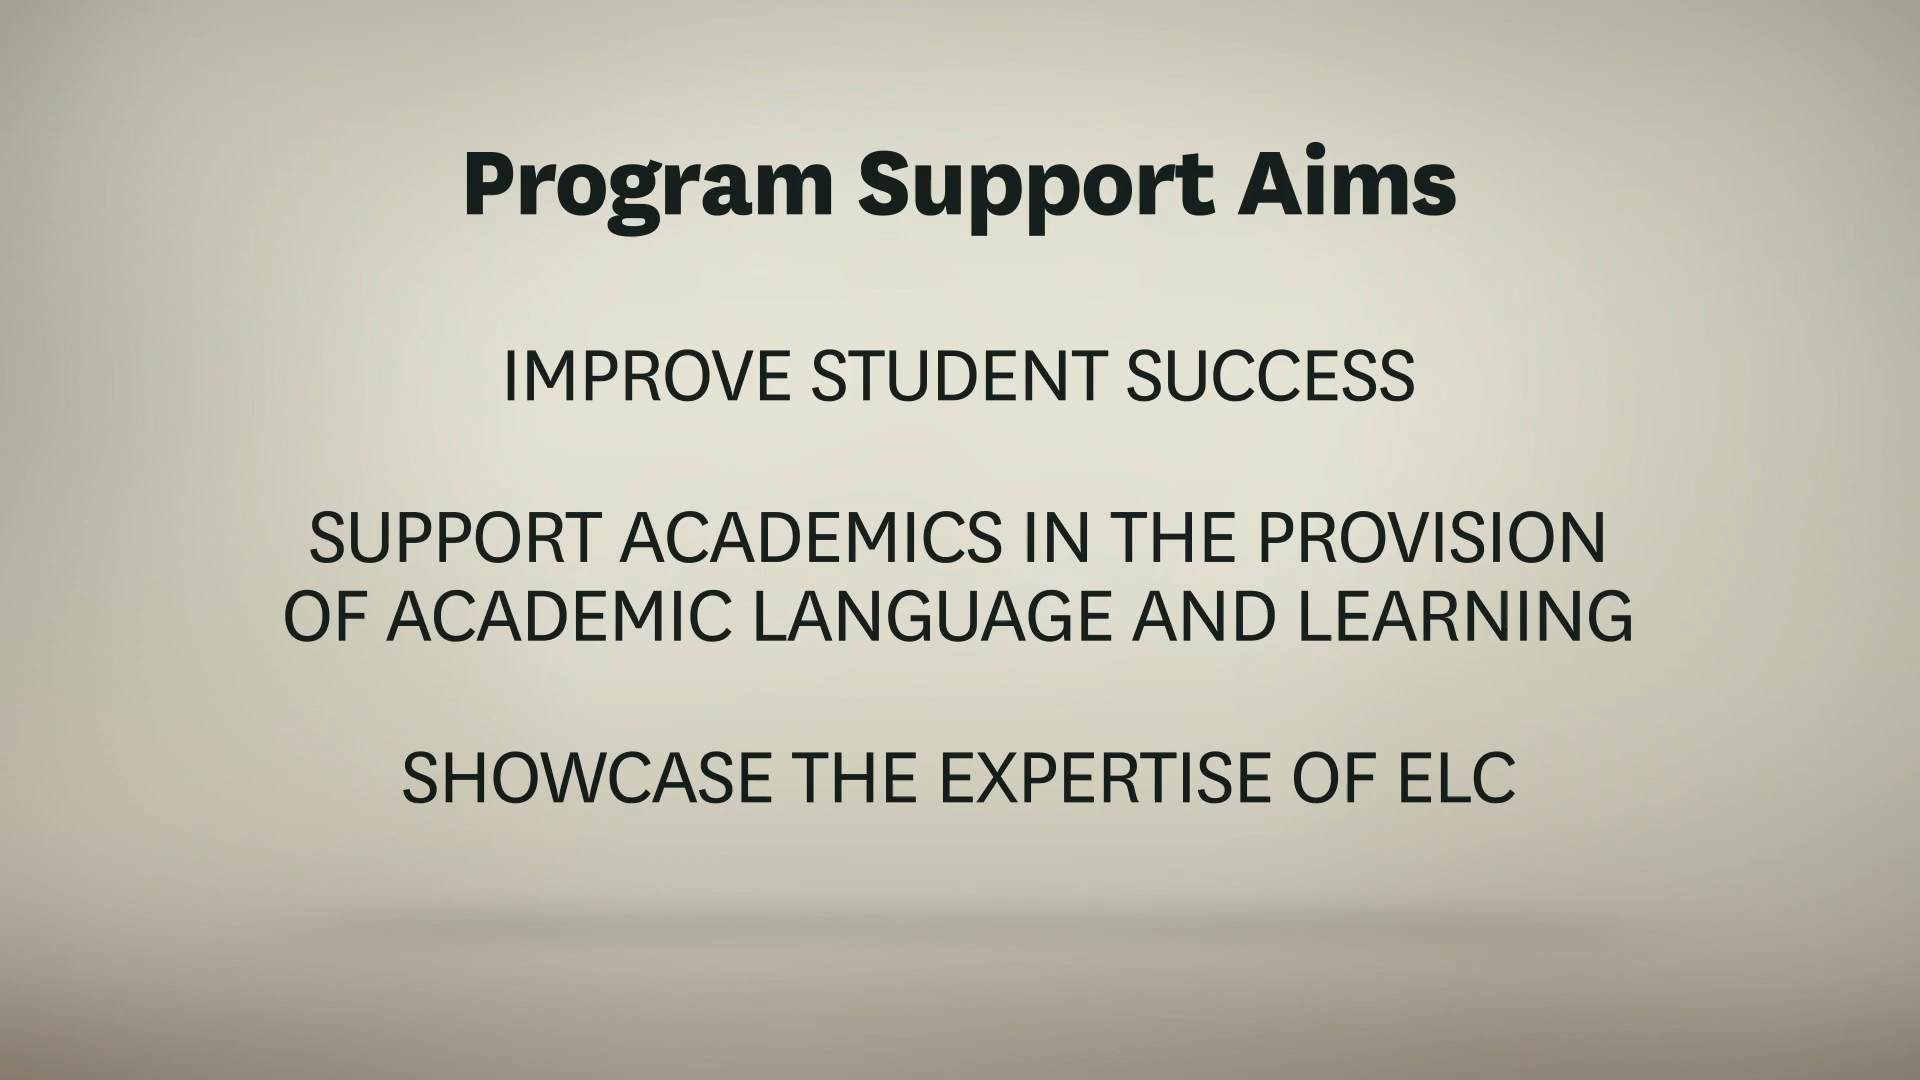 Program Support Aims
IMPROVE STUDENT SUCCESS
SUPPORT ACADEMICS IN THE PROVISION
OF ACADEMIC LANGUAGE AND LEARNING
SHOWCASE THE EXPERTISE OF ELC